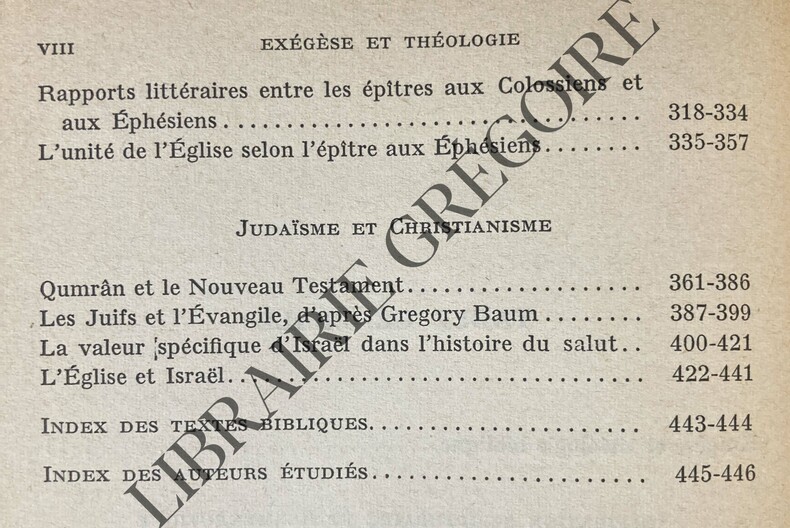 VIII EXÉGÈSE ET THÉOLOGIE
Rapports littéraires entre les épîtres aux Colossiens et
aux Éphésiens ........................................ 318-334
L'unité de l'Église selon l'épître aux Éphésiens........ 335-357
JUDAÏSME ET CHRISTIANISME
Qumrân et le Nouveau Testament.................... 361-386
Les Juifs et l'Évangile, d'après Gregory Baum ........ 387-399
La valeur spécifique d'Israël dans l'histoire du salut.. 400-421
L'Église et Israël..................................... 422-441
INDEX DES TEXTES BIBLIQUES....................... 443-444
INDEX DES AUTEURS ÉTUDIÉS....................... 445-446
LIBRAIRIE GREGOIRE